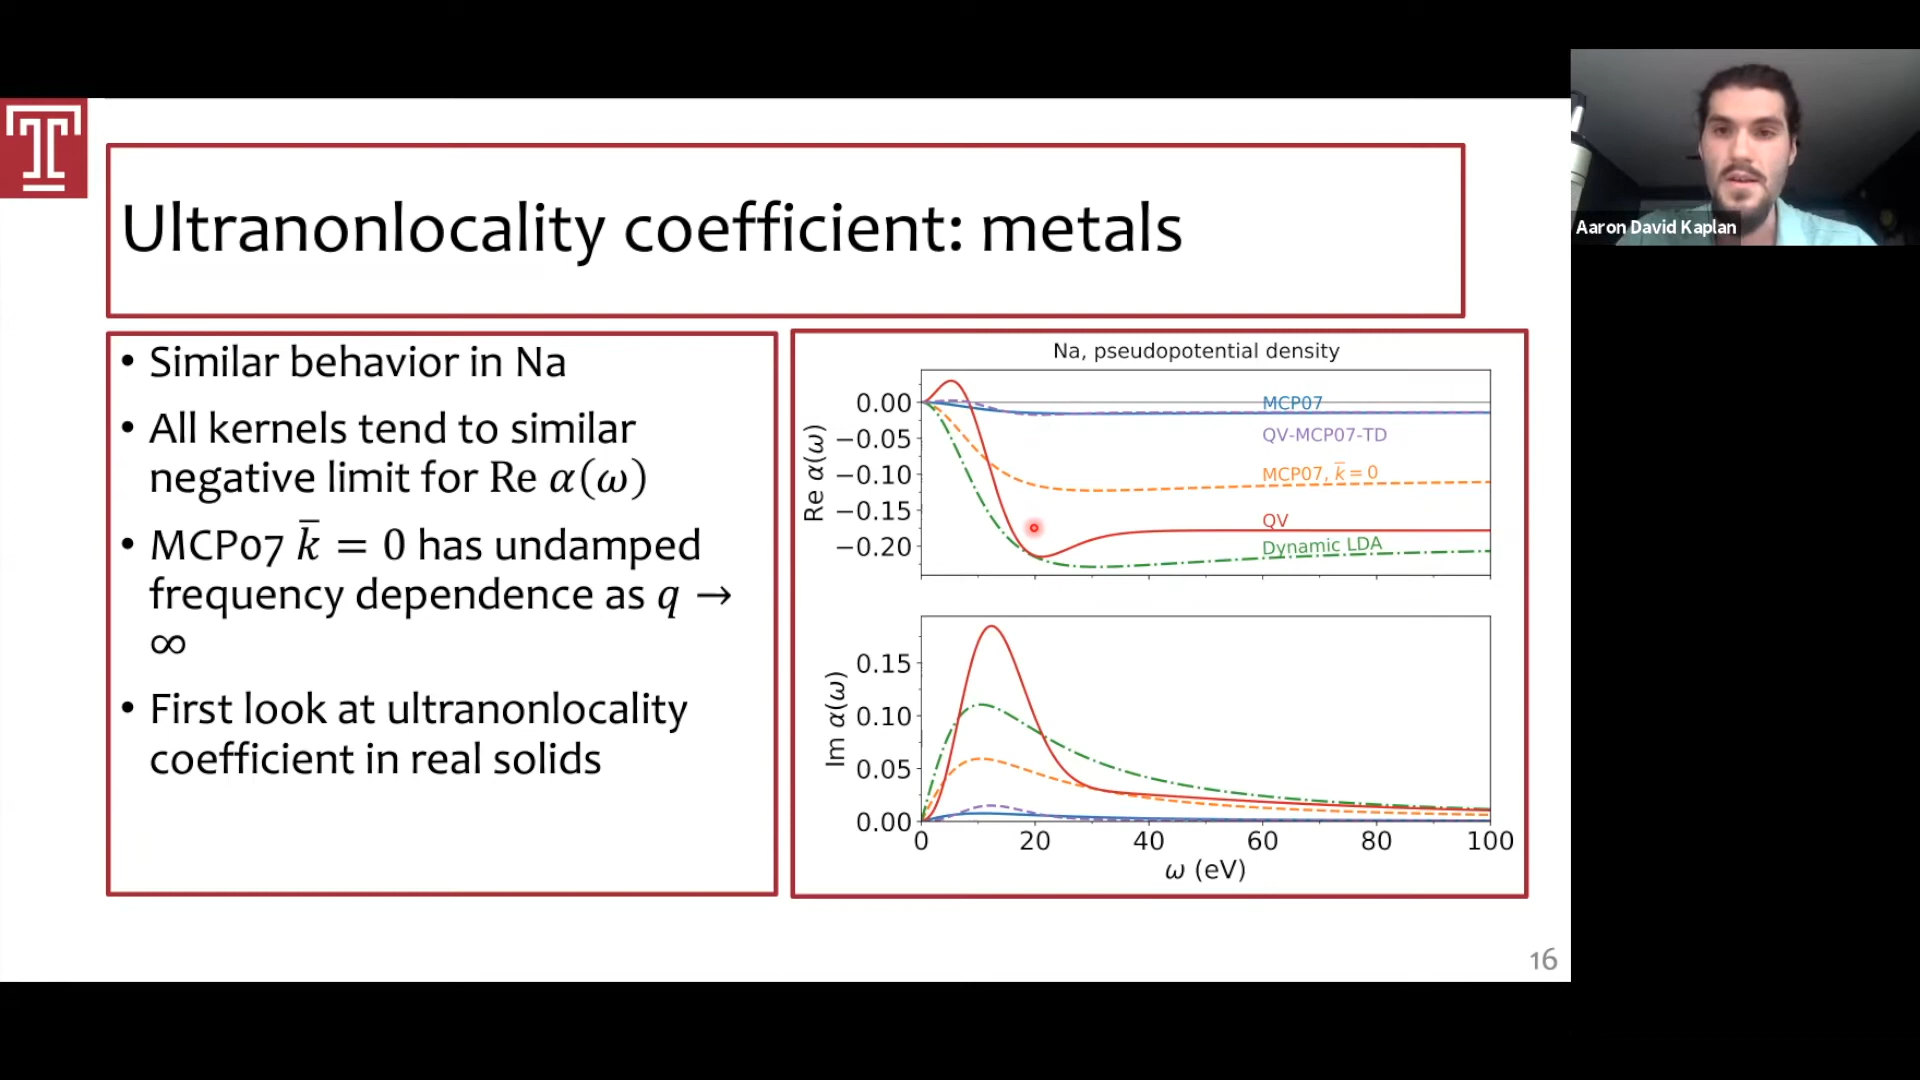 Ultranonlocality coefficient: metals
• Similar behavior in Na
• All kernels tend to similar
negative limit for Re α(ω)
• MCP07 k̄ = 0 has undamped
frequency dependence as q →
∞
• First look at ultranonlocality
coefficient in real solids
Na, pseudopotential density
Re α(ω)
0.00
−0.05
−0.10
−0.15
−0.20
MCP07
QV-MCP07-TD
MCP07, k̄ = 0
QV
Dynamic LDA
Im α(ω)
0.15
0.10
0.05
0.00
0 20 40 60 80 100
ω (eV)
16
Aaron David Kaplan